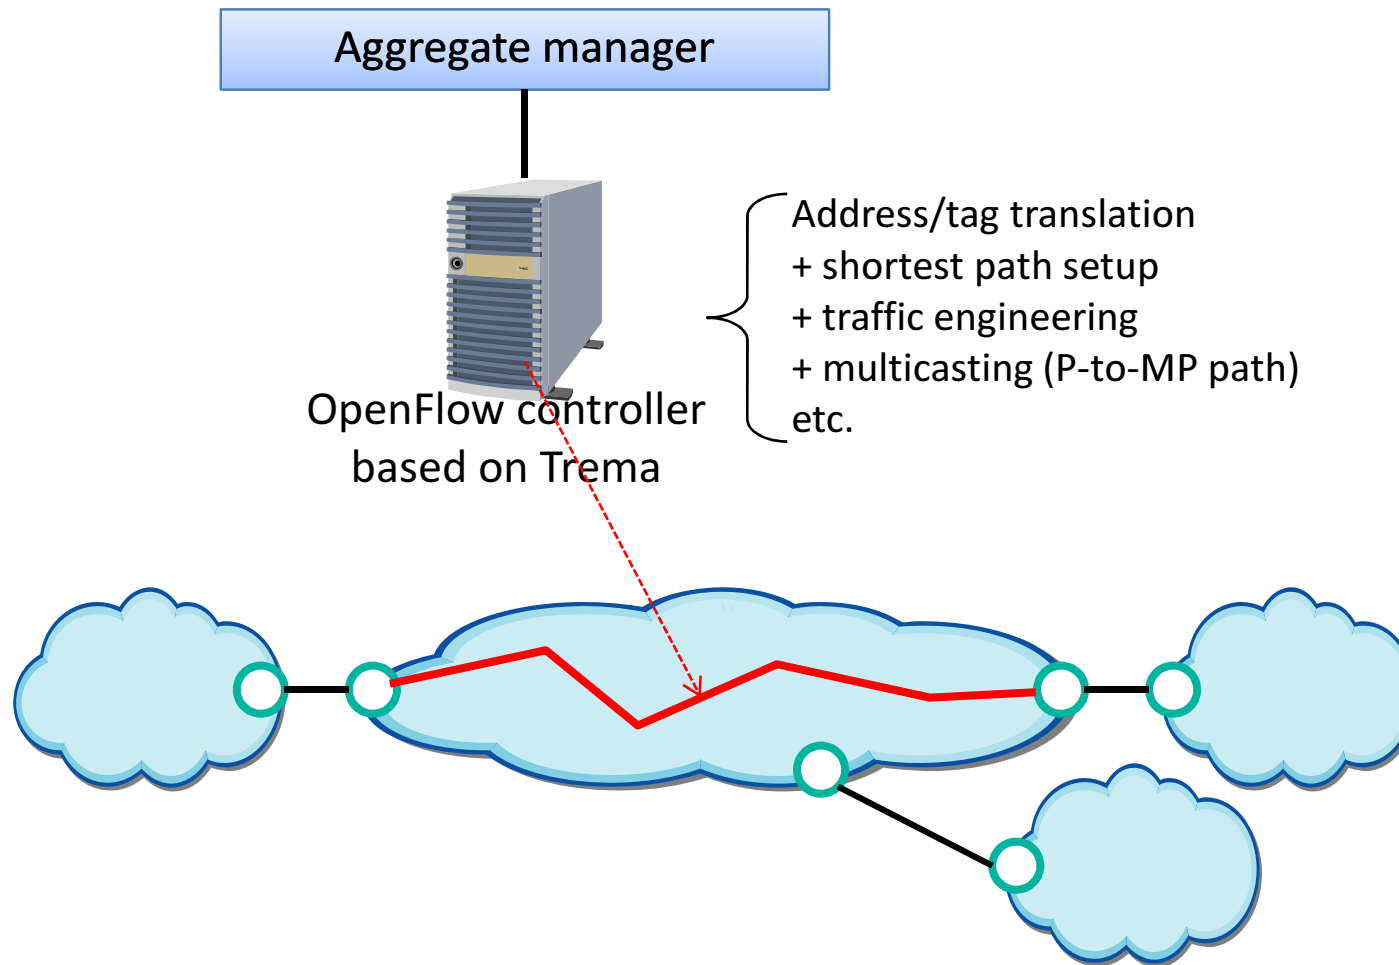 Aggregate manager
Address/tag translation
+ shortest path setup
+ traffic engineering
+ multicasting (P-to-MP path)
etc.
OpenFlow controller
based on Trema